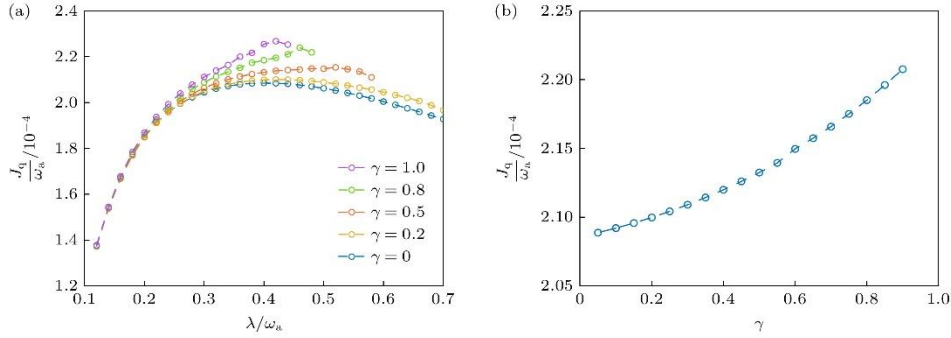 (a)
2.4
2.2
2.0
1.8
1.6
1.4
1.2
J_q/ω_a /10⁻⁴
γ = 1.0
γ = 0.8
γ = 0.5
γ = 0.2
γ = 0
0.1 0.2 0.3 0.4 0.5 0.6 0.7
λ/ω_a
(b)
2.25
2.20
2.15
2.10
2.05
J_q/ω_a /10⁻⁴
0 0.2 0.4 0.6 0.8 1.0
γ